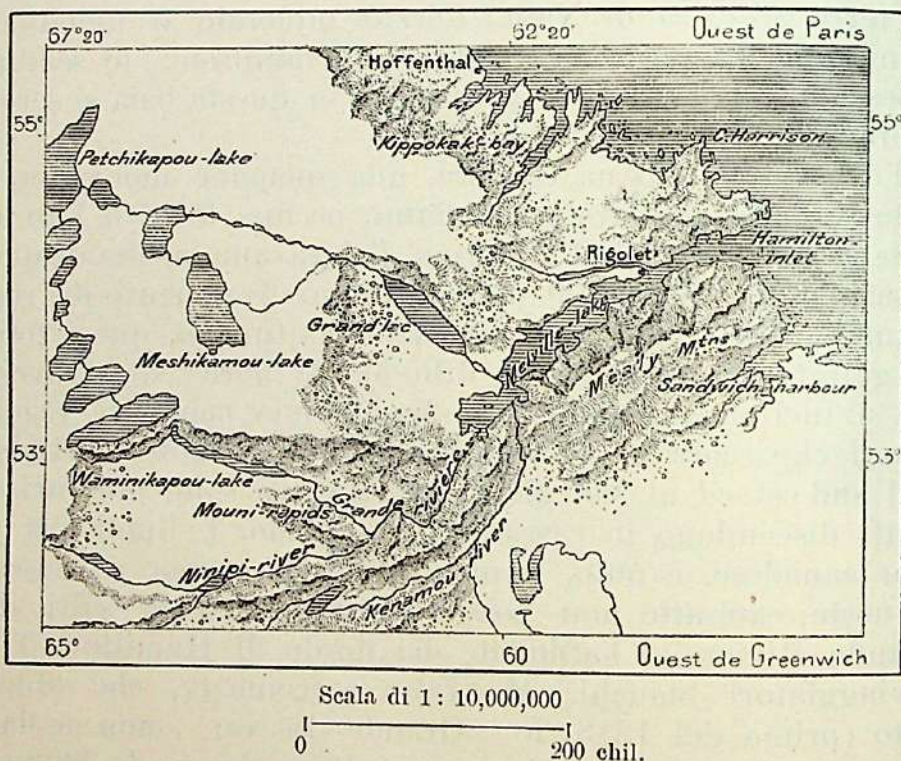 67°20' 62°20' Ouest de Paris
Hoffenthal
55° 55°
C. Harrison
Kippokak-bay
Petchikapou-lake
Hamilton
inlet
Rigolet
Grand lac
Melville-lake
Meshikamou-lake
Mealy Mtns
Sandwich harbour
53° 53°
Waminikapou-lake
Grande rivière
Mouni-rapids
Ninipi-river
Kenamou river
65° 60 Ouest de Greenwich
Scala di 1: 10,000,000
0 200 chil.